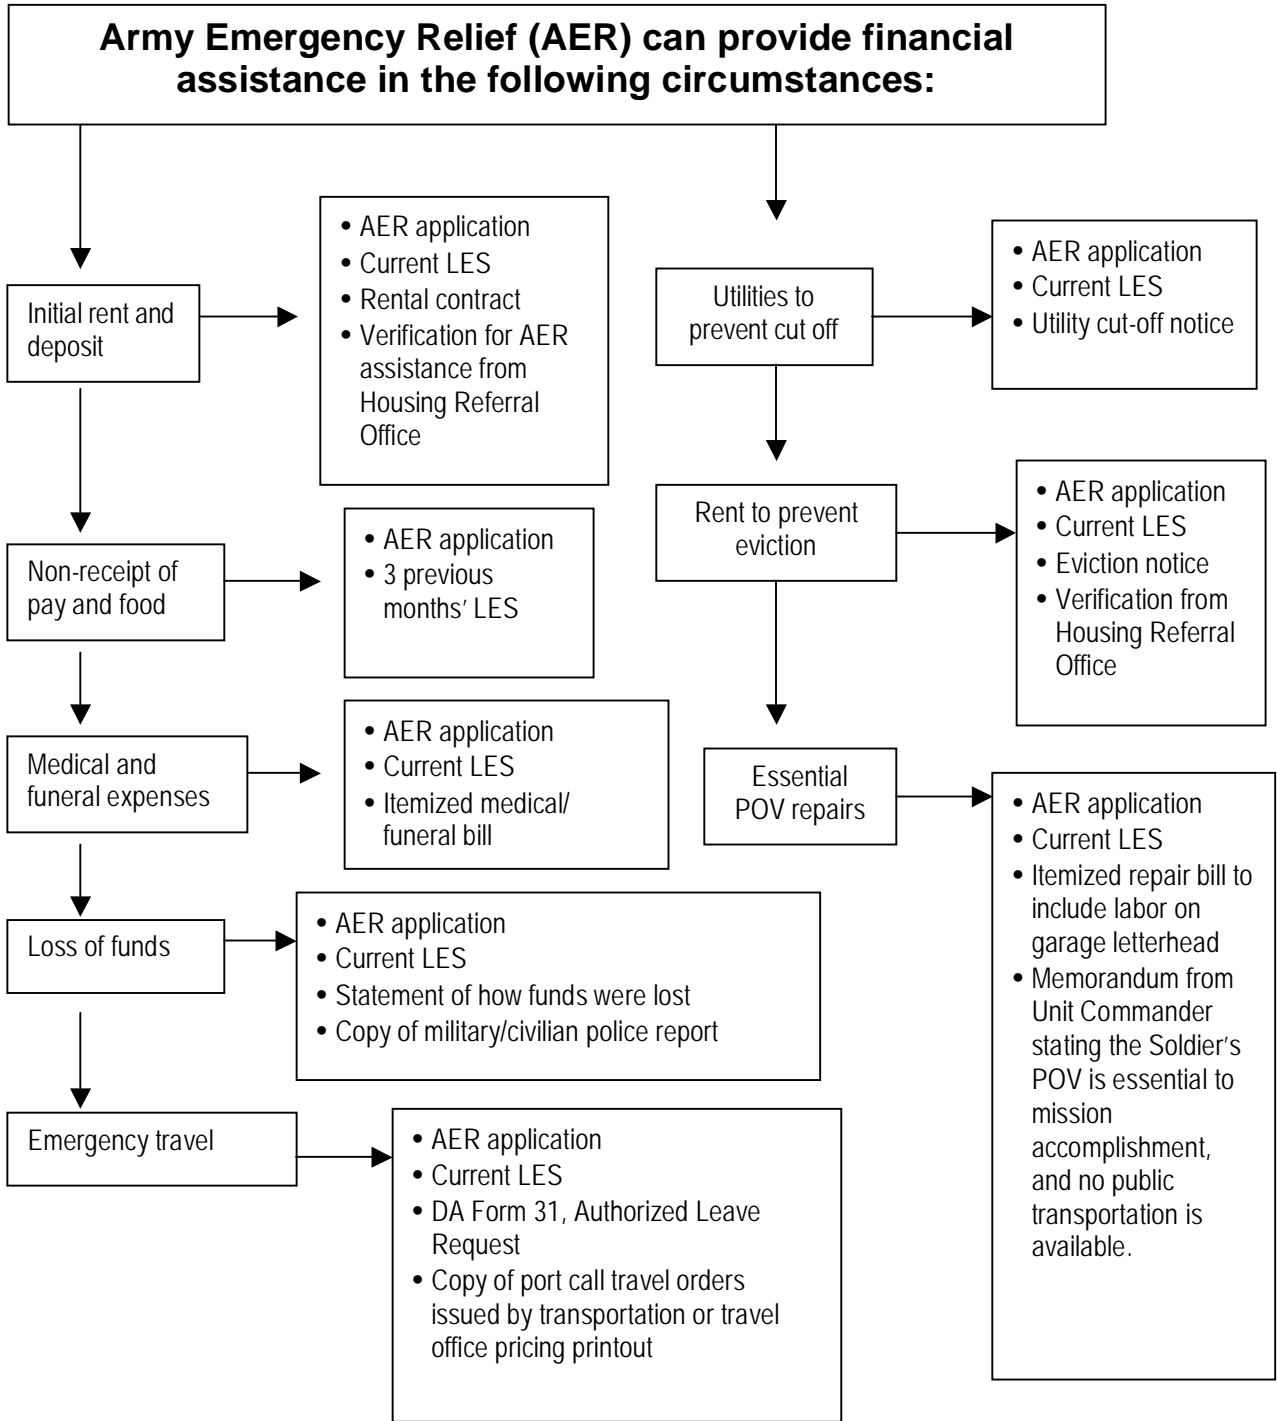 Army Emergency Relief (AER) can provide financial
assistance in the following circumstances:
Initial rent and
deposit
• AER application
• Current LES
• Rental contract
• Verification for AER
assistance from
Housing Referral
Office
Non-receipt of
pay and food
• AER application
• 3 previous
months’ LES
Medical and
funeral expenses
• AER application
• Current LES
• Itemized medical/
funeral bill
Loss of funds
• AER application
• Current LES
• Statement of how funds were lost
• Copy of military/civilian police report
Emergency travel
• AER application
• Current LES
• DA Form 31, Authorized Leave
Request
• Copy of port call travel orders
issued by transportation or travel
office pricing printout
Utilities to
prevent cut off
• AER application
• Current LES
• Utility cut-off notice
Rent to prevent
eviction
• AER application
• Current LES
• Eviction notice
• Verification from
Housing Referral
Office
Essential
POV repairs
• AER application
• Current LES
• Itemized repair bill to
include labor on
garage letterhead
• Memorandum from
Unit Commander
stating the Soldier’s
POV is essential to
mission
accomplishment,
and no public
transportation is
available.